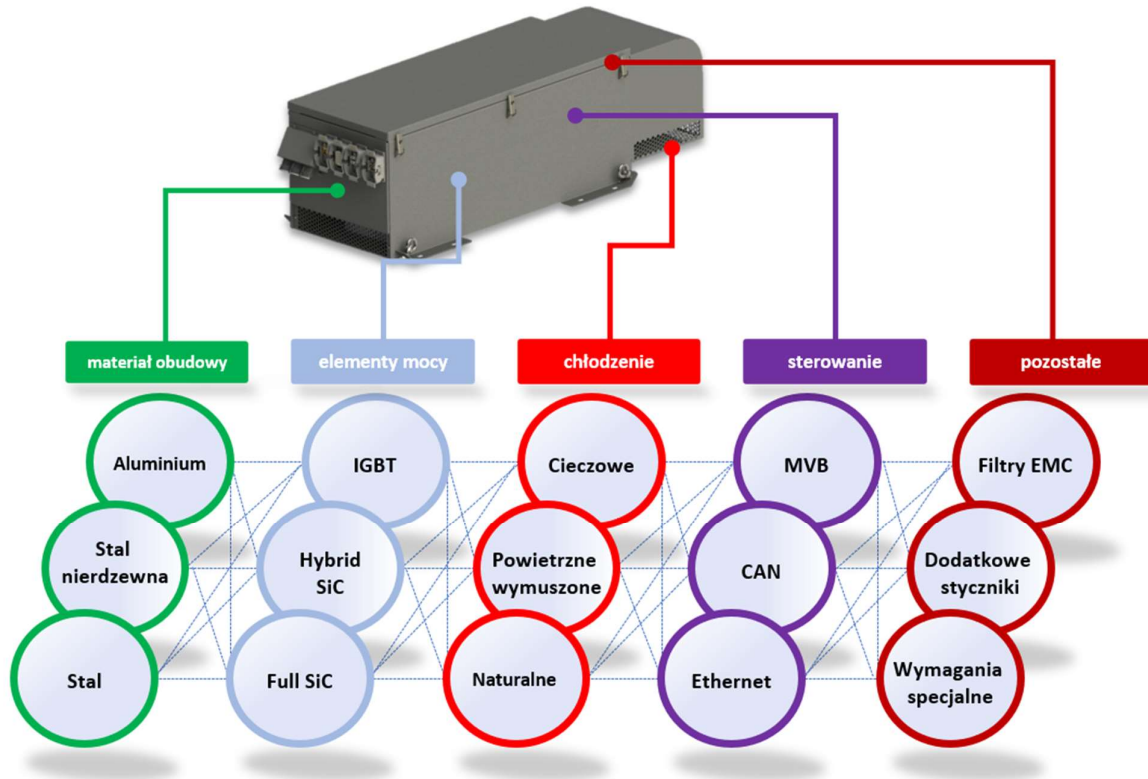 materiał obudowy
elementy mocy
chłodzenie
sterowanie
pozostałe
Aluminium
IGBT
Cieczowe
MVB
Filtry EMC
Stal
nierdzewna
Hybrid
SiC
Powietrzne
wymuszone
CAN
Dodatkowe
styczniki
Stal
Full SiC
Naturalne
Ethernet
Wymagania
specjalne